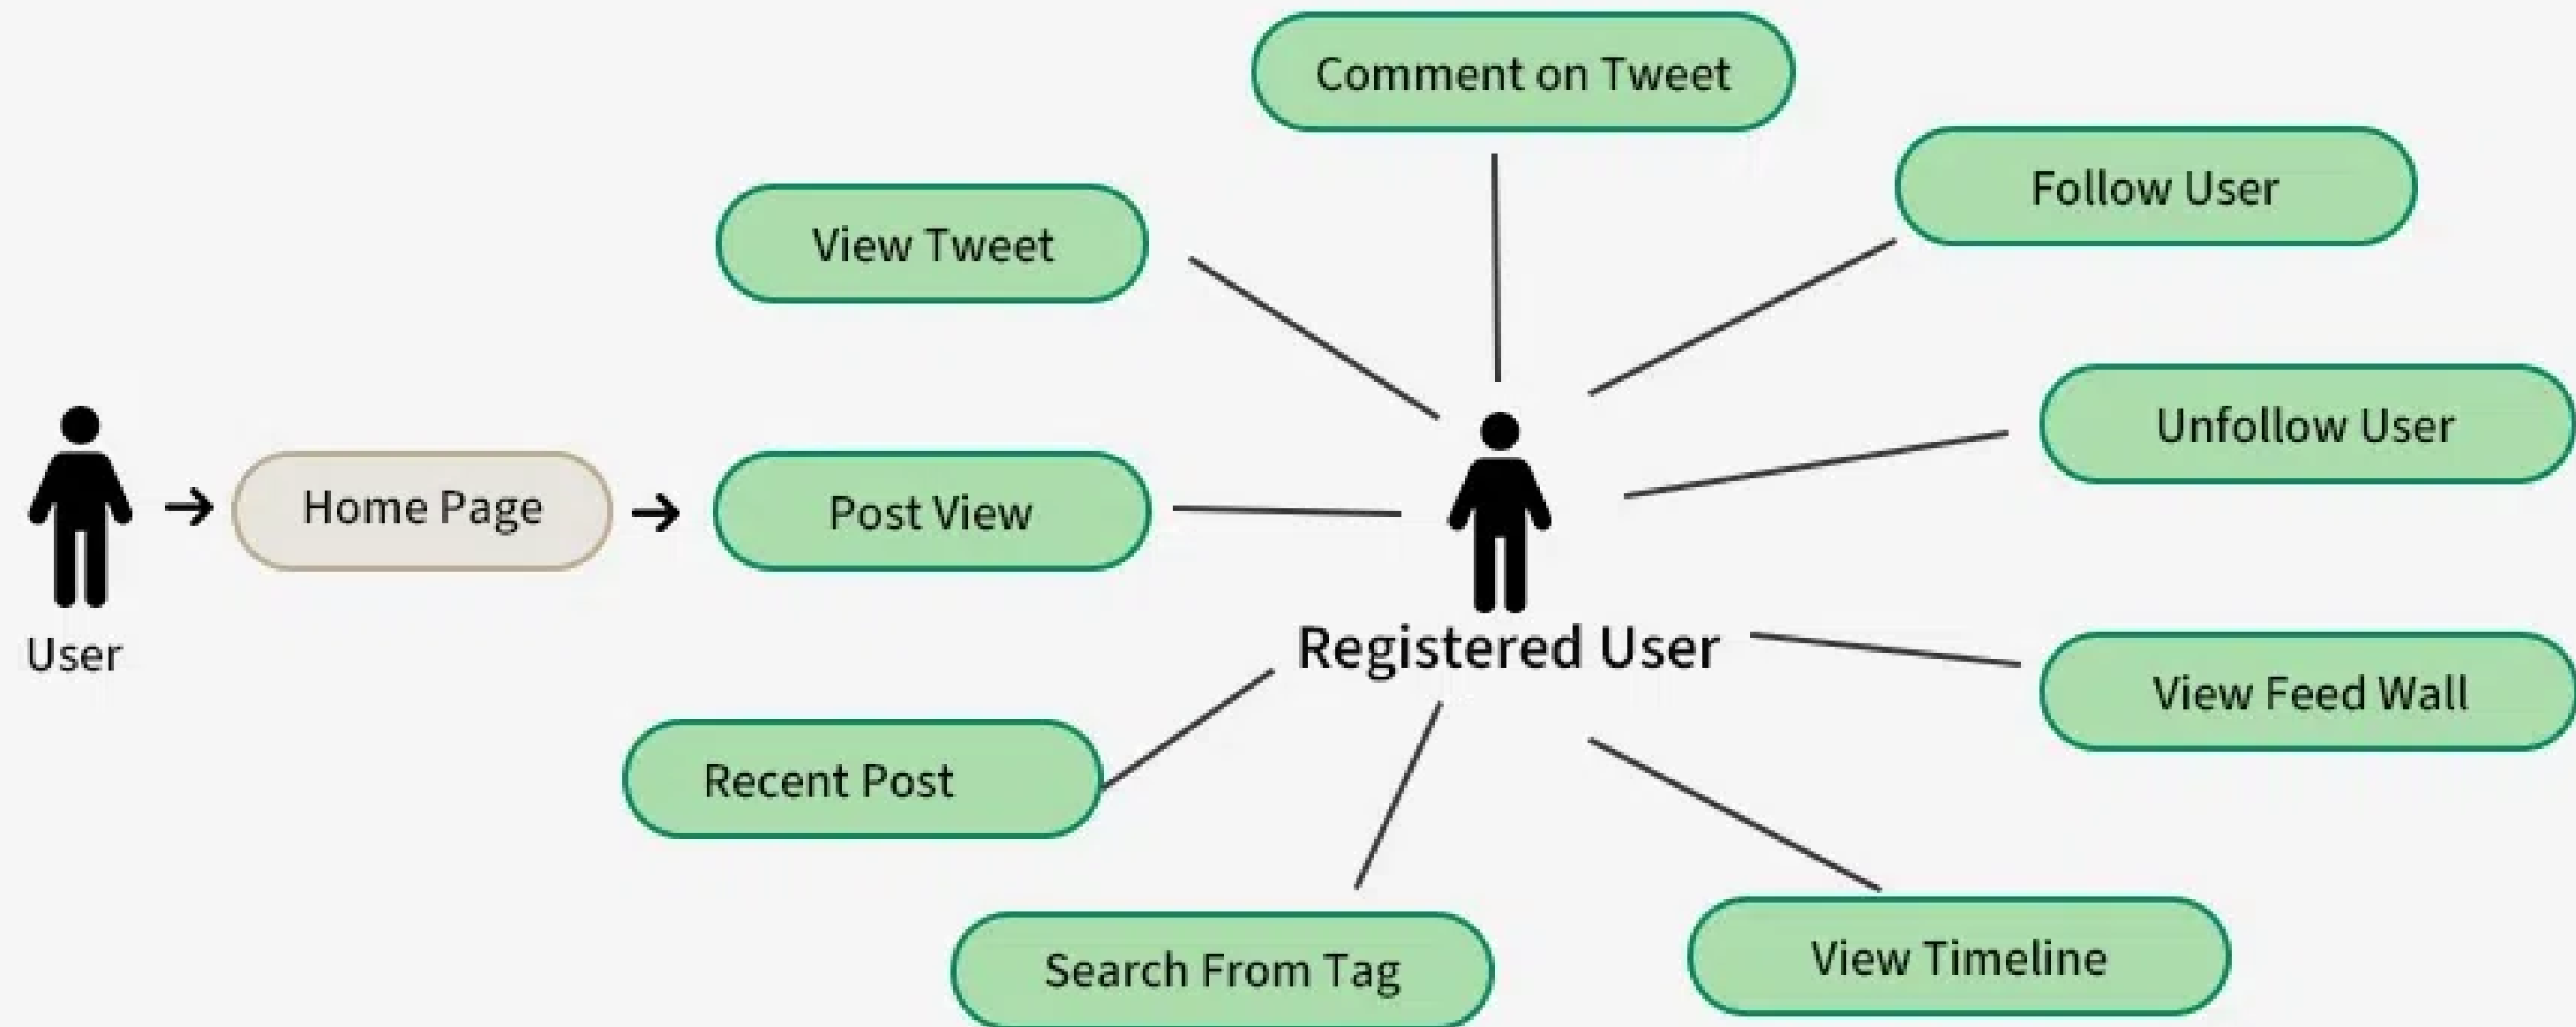 Comment on Tweet
Follow User
View Tweet
Unfollow User
Home Page
Post View
User
Registered User
View Feed Wall
Recent Post
Search From Tag
View Timeline